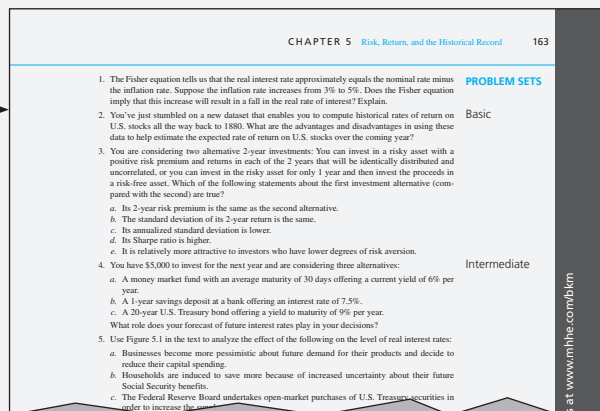 CHAPTER 5 Risk, Return, and the Historical Record 163
PROBLEM SETS
1. The Fisher equation tells us that the real interest rate approximately equals the nominal rate minus
the inflation rate. Suppose the inflation rate increases from 3% to 5%. Does the Fisher equation
imply that this increase will result in a fall in the real rate of interest? Explain.
Basic
2. You've just stumbled on a new dataset that enables you to compute historical rates of return on
U.S. stocks all the way back to 1880. What are the advantages and disadvantages in using these
data to help estimate the expected rate of return on U.S. stocks over the coming year?
3. You are considering two alternative 2-year investments: You can invest in a risky asset with a
positive risk premium and returns in each of the 2 years that will be identically distributed and
uncorrelated, or you can invest in the risky asset for only 1 year and then invest the proceeds in
a risk-free asset. Which of the following statements about the first investment alternative (com-
pared with the second) are true?
a. Its 2-year risk premium is the same as the second alternative.
b. The standard deviation of its 2-year return is the same.
c. Its annualized standard deviation is lower.
d. Its Sharpe ratio is higher.
e. It is relatively more attractive to investors who have lower degrees of risk aversion.
Intermediate
4. You have $5,000 to invest for the next year and are considering three alternatives:
a. A money market fund with an average maturity of 30 days offering a current yield of 6% per
year.
b. A 1-year savings deposit at a bank offering an interest rate of 7.5%.
c. A 20-year U.S. Treasury bond offering a yield to maturity of 9% per year.
What role does your forecast of future interest rates play in your decisions?
5. Use Figure 5.1 in the text to analyze the effect of the following on the level of real interest rates:
a. Businesses become more pessimistic about future demand for their products and decide to
reduce their capital spending.
b. Households are induced to save more because of increased uncertainty about their future
Social Security benefits.
c. The Federal Reserve Board undertakes open-market purchases of U.S. Treasury securities in
order to increase the
s at www.mhhe.com/bkm